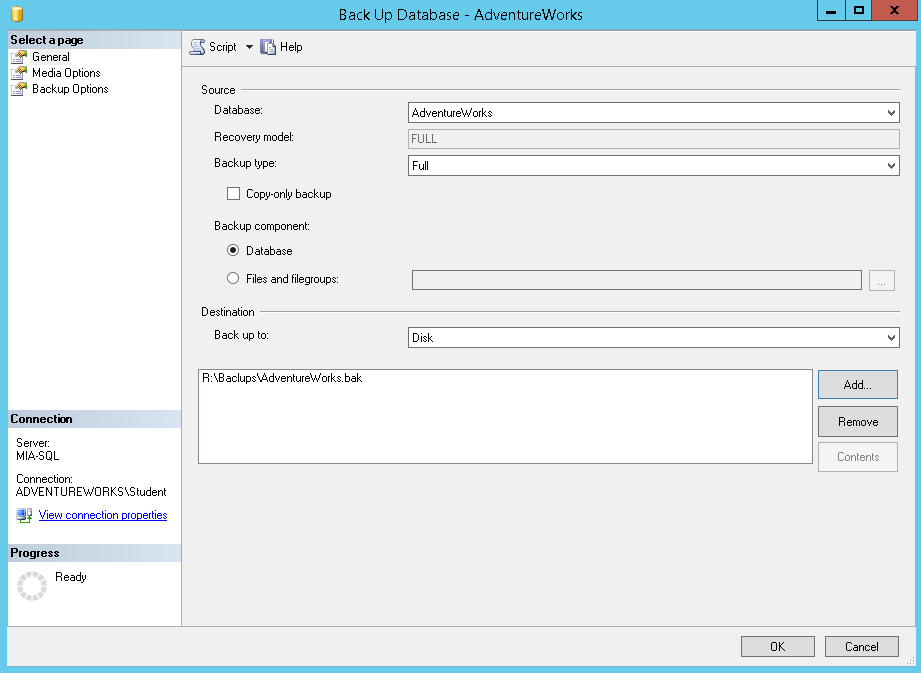 Back Up Database - AdventureWorks
Select a page
General
Media Options
Backup Options
Script
Help
Source
Database:
AdventureWorks
Recovery model:
FULL
Backup type:
Full
Copy-only backup
Backup component:
Database
Files and filegroups:
...
Destination
Back up to:
Disk
R:\Baclups\AdventureWorks.bak
Add...
Remove
Contents
Connection
Server:
MIA-SQL
Connection:
ADVENTUREWORKS\Student
View connection properties
Progress
Ready
OK
Cancel